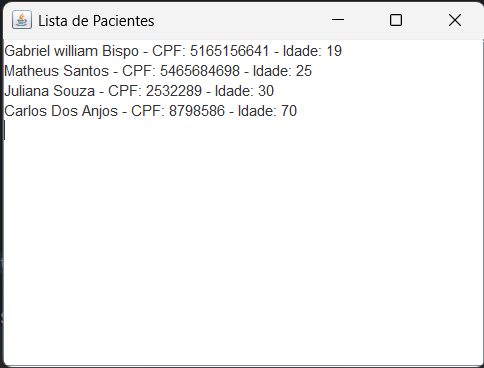 Lista de Pacientes
Gabriel william Bispo - CPF: 5165156641 - Idade: 19
Matheus Santos - CPF: 5465684698 - Idade: 25
Juliana Souza - CPF: 2532289 - Idade: 30
Carlos Dos Anjos - CPF: 8798586 - Idade: 70